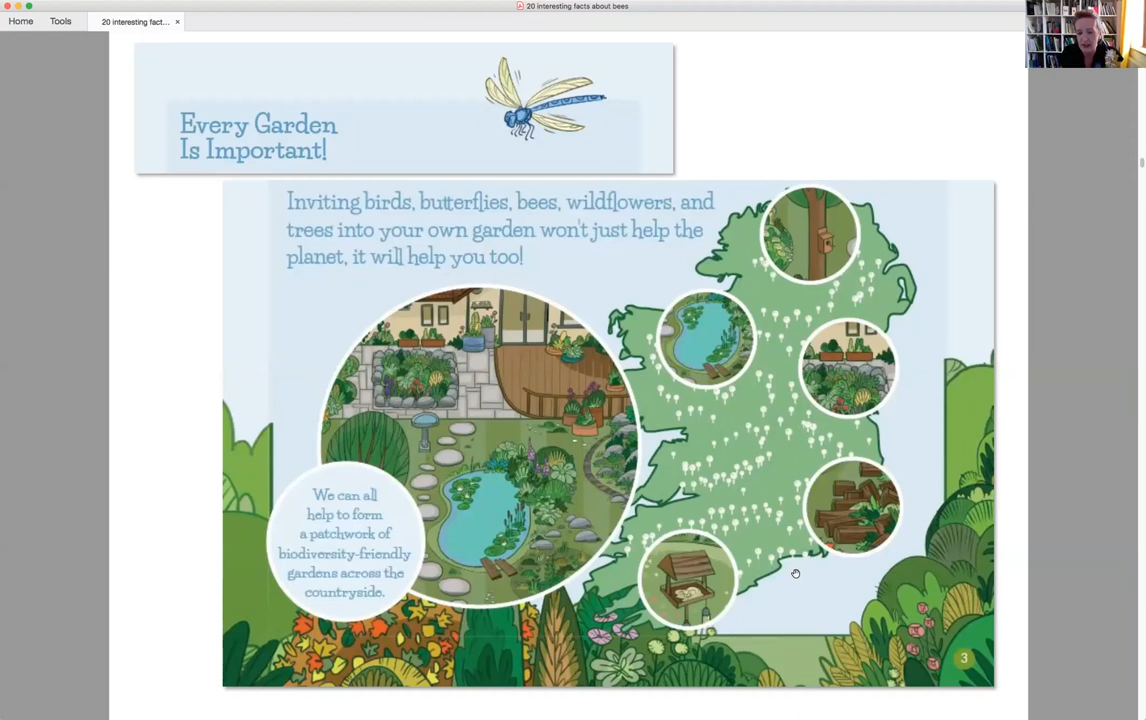 20 interesting facts about bees
Home
Tools
20 interesting fact...
×
Every Garden
Is Important!
Inviting birds, butterflies, bees, wildflowers, and
trees into your own garden won't just help the
planet, it will help you too!
We can all
help to form
a patchwork of
biodiversity-friendly
gardens across the
countryside.
3